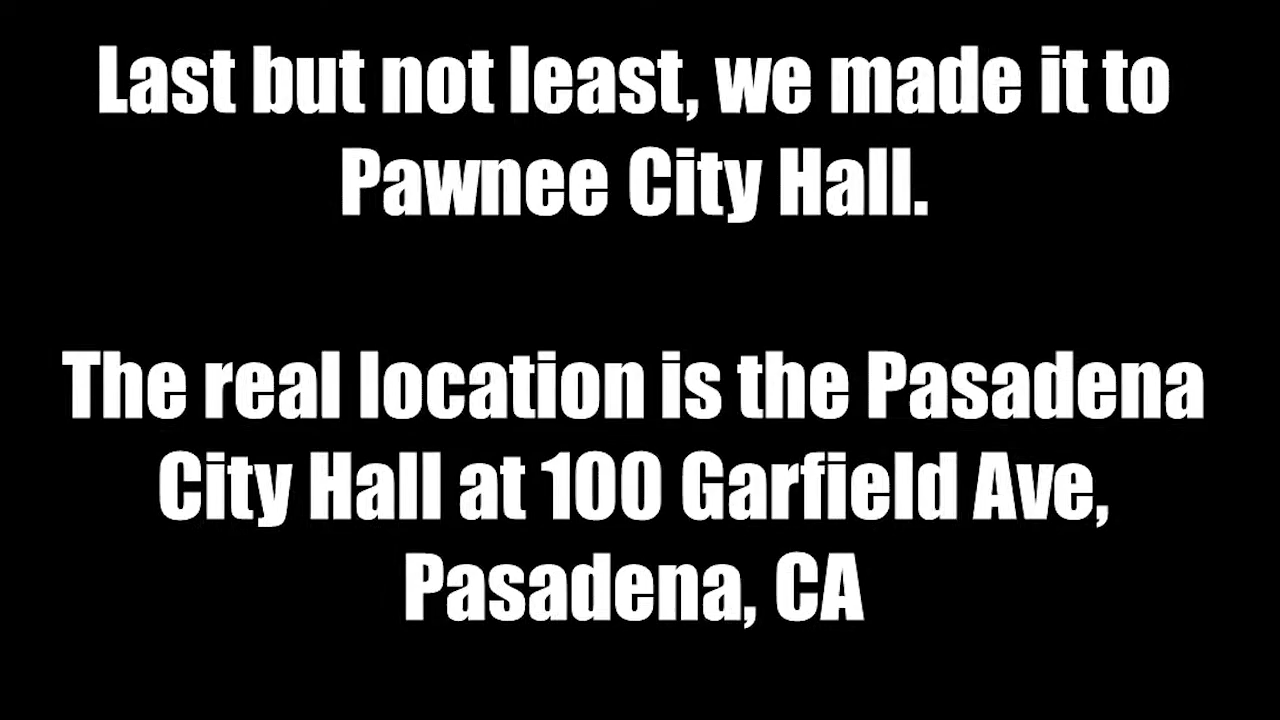 Last but not least, we made it to
Pawnee City Hall.
The real location is the Pasadena
City Hall at 100 Garfield Ave,
Pasadena, CA